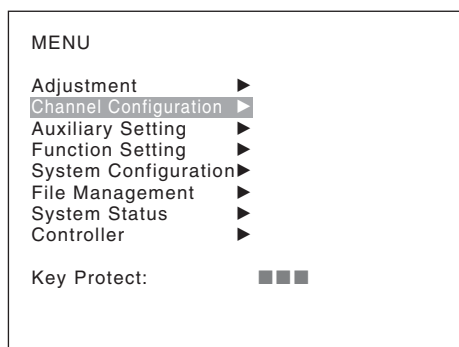 MENU
Adjustment ▶
Channel Configuration ▶
Auxiliary Setting ▶
Function Setting ▶
System Configuration▶
File Management ▶
System Status ▶
Controller ▶
Key Protect: ■■■